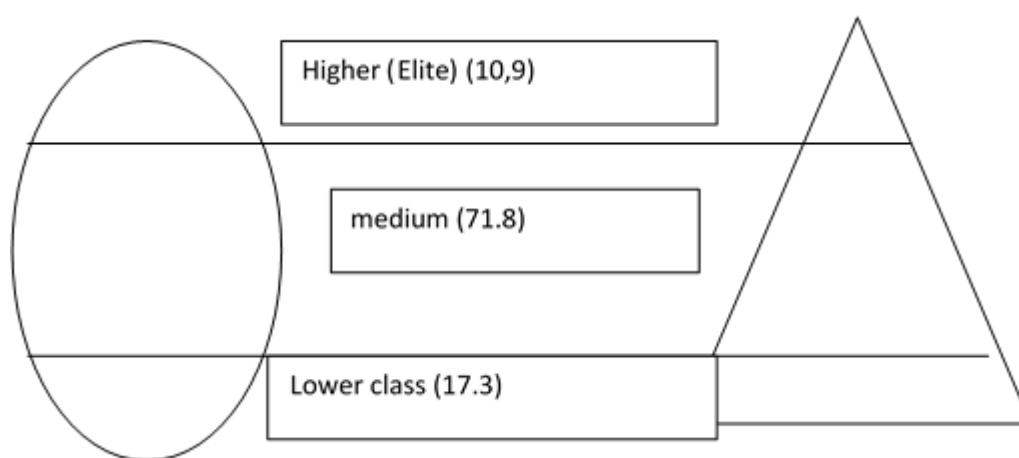 Higher (Elite) (10,9)
medium (71.8)
Lower class (17.3)